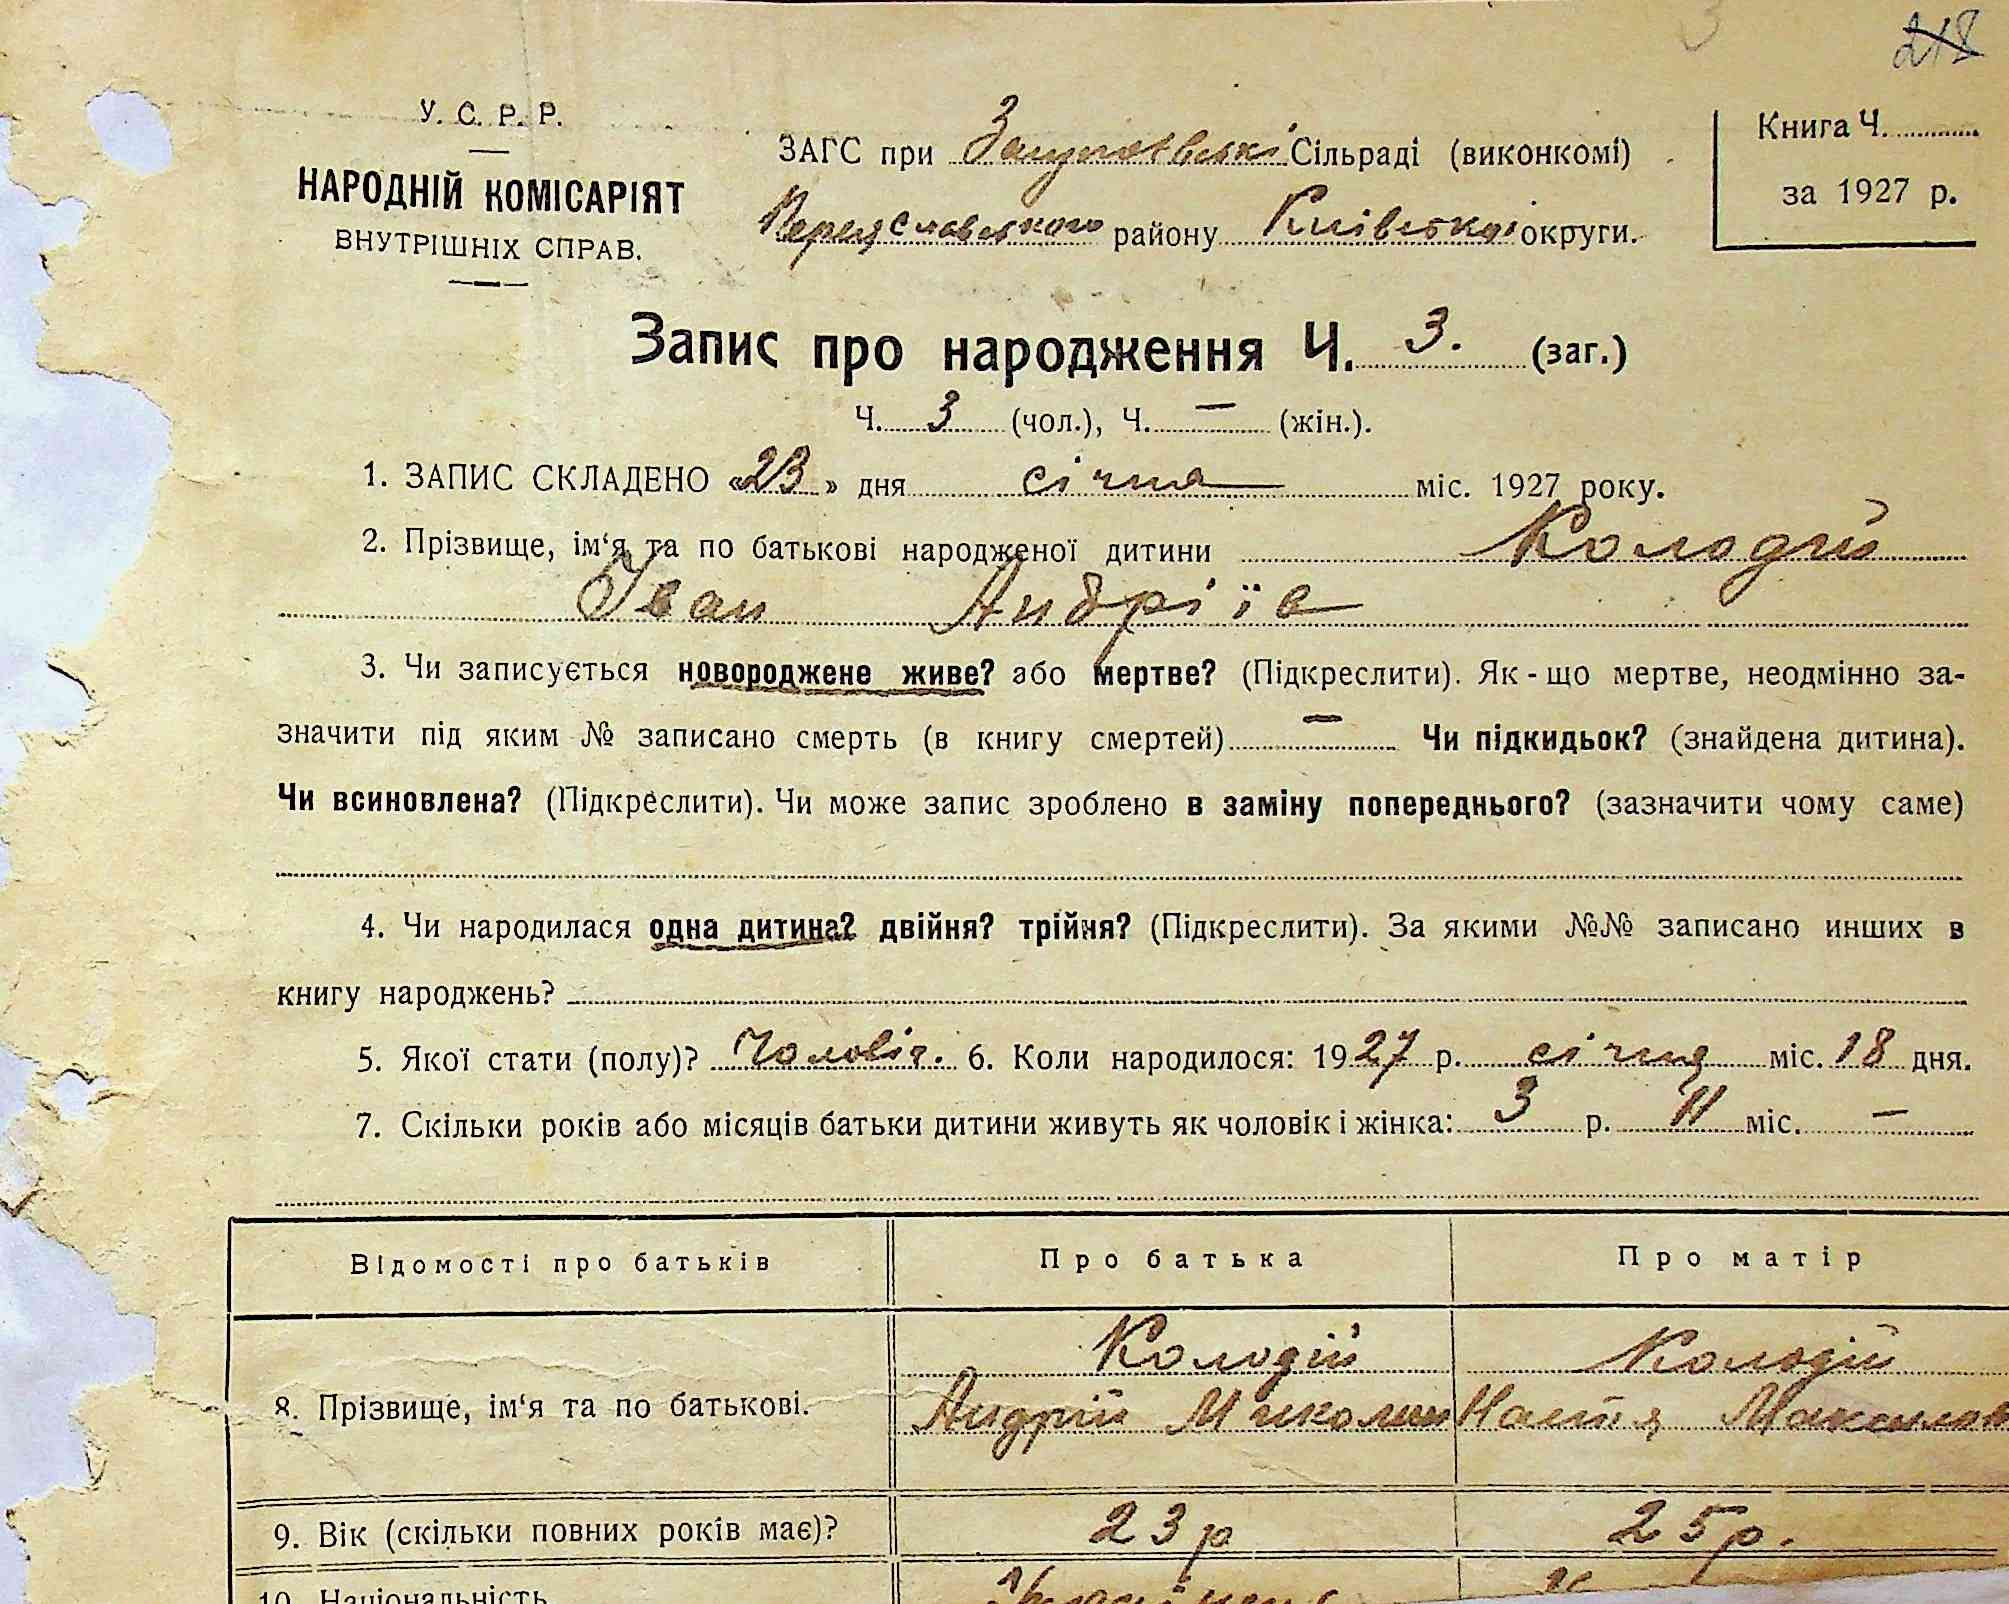 218
У. С. Р. Р.
НАРОДНІЙ КОМІСАРІЯТ
ВНУТРІШНІХ СПРАВ.
ЗАГС при Сільраді (виконкомі)
Переяславського району Київської округи.
Книга Ч.
за 1927 р.
Запис про народження Ч. 3. (заг.)
Ч. 3 (чол.), Ч. — (жін.).
1. ЗАПИС СКЛАДЕНО «23» дня січня міс. 1927 року.
2. Прізвище, ім‘я та по батькові народженої дитини Колодій
Іван Андріїв
3. Чи записується новороджене живе? або мертве? (Підкреслити). Як - що мертве, неодмінно за-
значити під яким № записано смерть (в книгу смертей) — Чи підкидьок? (знайдена дитина).
Чи всиновлена? (Підкреслити). Чи може запис зроблено в заміну попереднього? (зазначити чому саме)
4. Чи народилася одна дитина? двійня? трійня? (Підкреслити). За якими №№ записано инших в
книгу народжень?
5. Якої стати (полу)? Чоловіч. 6. Коли народилося: 1927 р. січня міс. 18 дня.
7. Скільки років або місяців батьки дитини живуть як чоловік і жінка: 3 р. 11 міс. —
Відомості про батьків Про батька Про матір
Колодій Колодій
8. Прізвище, ім‘я та по батькові. Андрій Микол Настя Максимов
9. Вік (скільки повних років має)? 23 р 25 р.
10. Національність